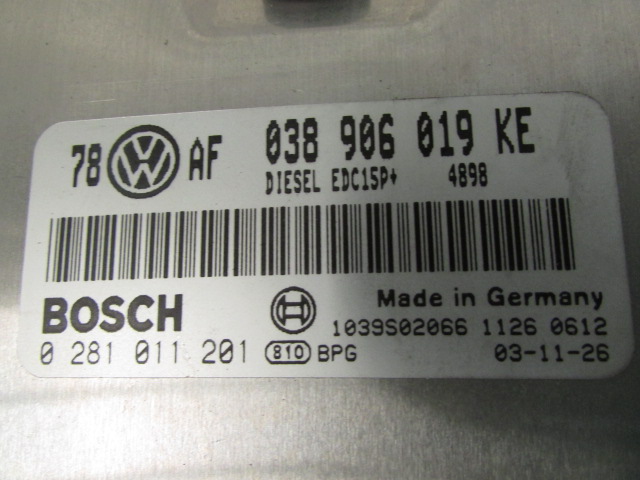 78 VW AF 038 906 019 KE
DIESEL EDC15P+ 4898
BOSCH Made in Germany
1039S02066 1126 0612
0 281 011 201 810 BPG 03-11-26